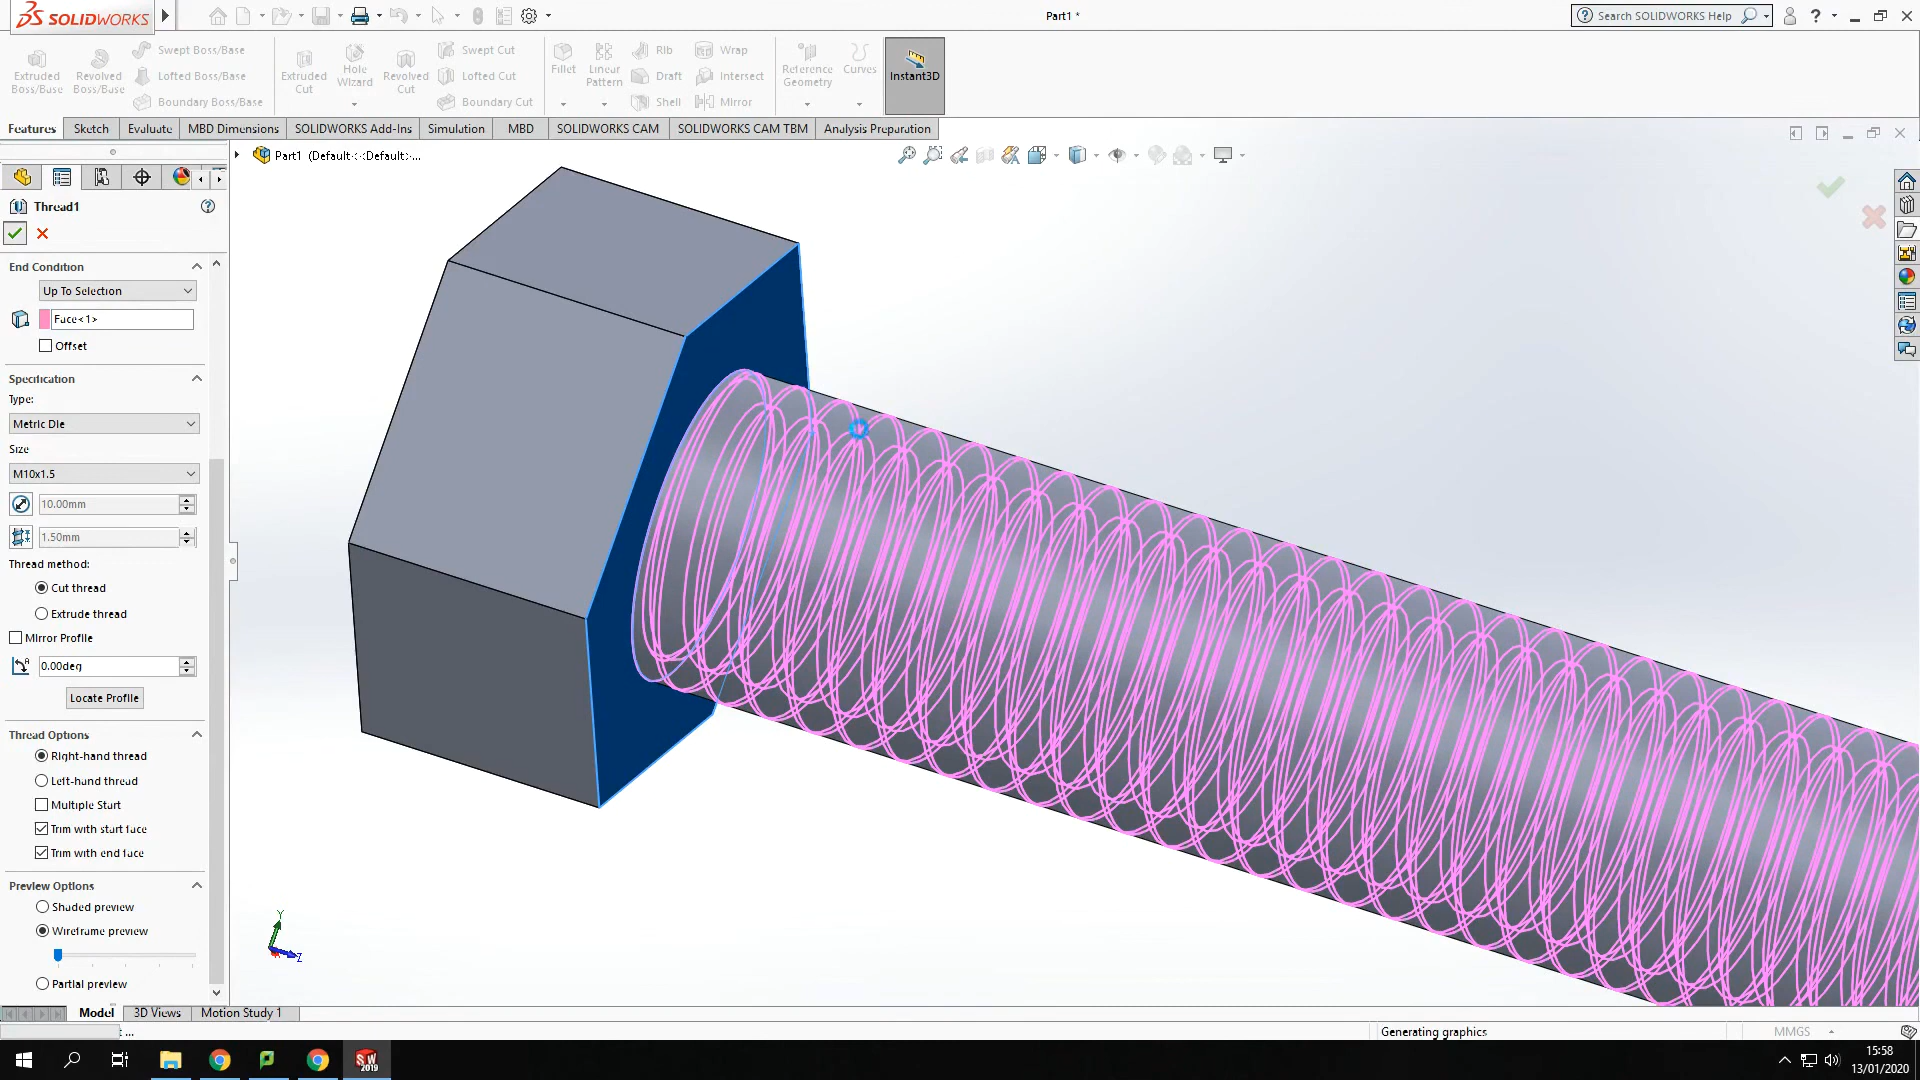 SOLIDWORKS
Part1 *
Search SOLIDWORKS Help
Extruded Boss/Base
Revolved Boss/Base
Swept Boss/Base
Lofted Boss/Base
Boundary Boss/Base
Extruded Cut
Hole Wizard
Revolved Cut
Swept Cut
Lofted Cut
Boundary Cut
Fillet
Linear Pattern
Rib
Draft
Shell
Wrap
Intersect
Mirror
Reference Geometry
Curves
Instant3D
Features
Sketch
Evaluate
MBD Dimensions
SOLIDWORKS Add-Ins
Simulation
MBD
SOLIDWORKS CAM
SOLIDWORKS CAM TBM
Analysis Preparation
Part1 (Default<<Default>...
Thread1
End Condition
Up To Selection
Face<1>
Offset
Specification
Type:
Metric Die
Size
M10x1.5
10.00mm
1.50mm
Thread method:
Cut thread
Extrude thread
Mirror Profile
0.00deg
Locate Profile
Thread Options
Right-hand thread
Left-hand thread
Multiple Start
Trim with start face
Trim with end face
Preview Options
Shaded preview
Wireframe preview
Partial preview
Y
Z
Model
3D Views
Motion Study 1
Generating graphics
MMGS
SW 2019
15:58
13/01/2020